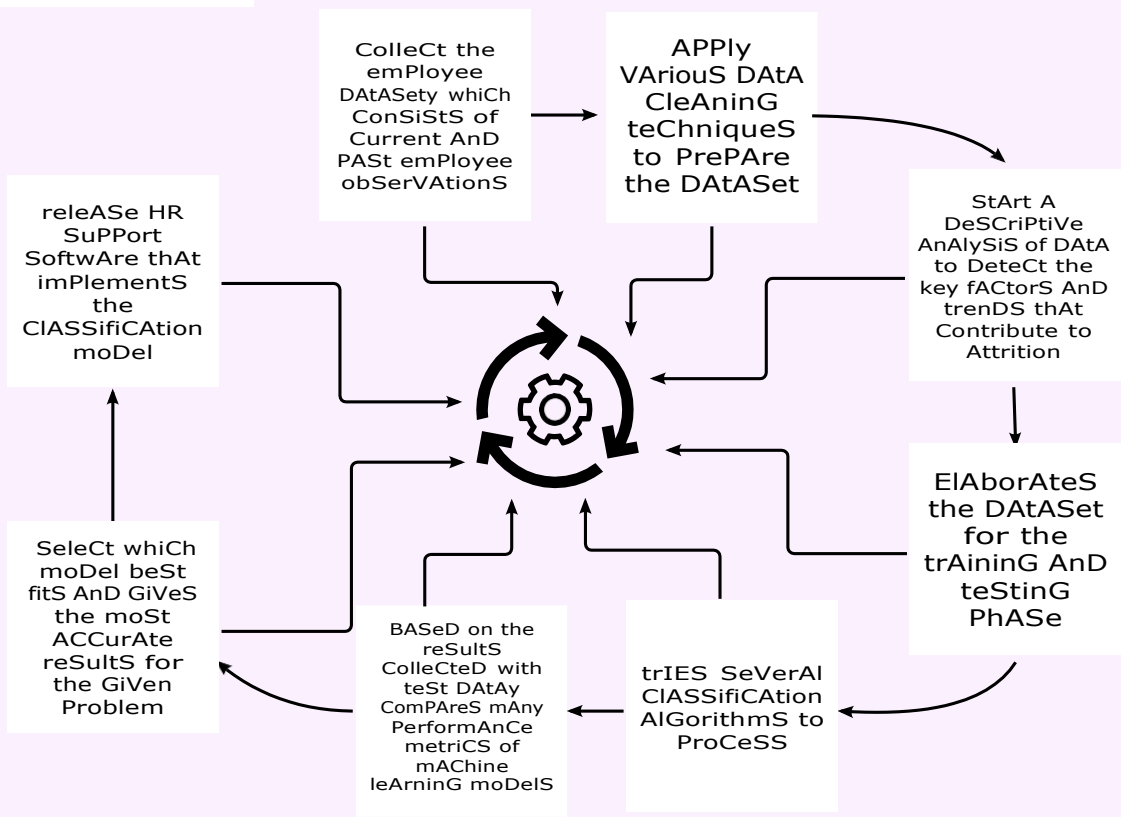 ColleCt the
emPloyee
DAtASety whiCh
ConSiStS of
Current AnD
PASt emPloyee
obSerVAtionS
APPly
VAriouS DAtA
CleAninG
teChniqueS
to PrePAre
the DAtASet
StArt A
DeSCriPtiVe
AnAlySiS of DAtA
to DeteCt the
key fACtorS AnD
trenDS thAt
Contribute to
Attrition
ElAborAteS
the DAtASet
for the
trAininG AnD
teStinG
PhASe
trIES SeVerAl
ClASSifiCAtion
AlGorithmS to
ProCeSS
BASeD on the
reSultS
ColleCteD with
teSt DAtAy
ComPAreS mAny
PerformAnCe
metriCS of
mAChine
leArninG moDelS
SeleCt whiCh
moDel beSt
fitS AnD GiVeS
the moSt
ACCurAte
reSultS for
the GiVen
Problem
releASe HR
SuPPort
SoftwAre thAt
imPlementS
the
ClASSifiCAtion
moDel